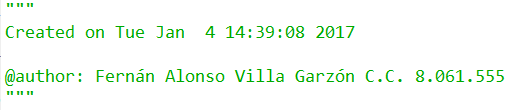 """
Created on Tue Jan  4 14:39:08 2017
@author: Fernán Alonso Villa Garzón C.C. 8.061.555
"""